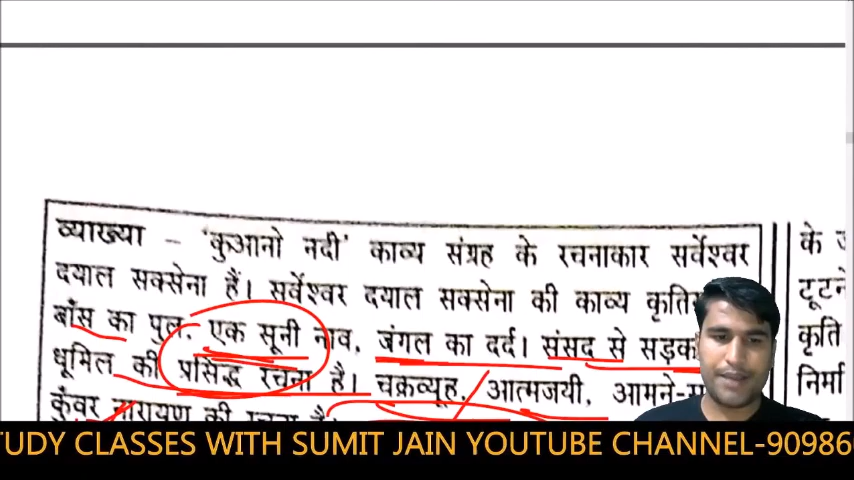 व्याख्या – 'कुआनो नदी' काव्य संग्रह के रचनाकार सर्वेश्वर
दयाल सक्सेना हैं। सर्वेश्वर दयाल सक्सेना की काव्य
बाँस का पुल, एक सूनी नाव, जंगल का दर्द। संसद से सड़क
धूमिल की प्रसिद्ध रचना है। चक्रव्यूह, आत्मजयी, आमने-
कुँवर नारायण की रचना है।
के
टूटने
कृति
निर्मा
TUDY CLASSES WITH SUMIT JAIN YOUTUBE CHANNEL-90986